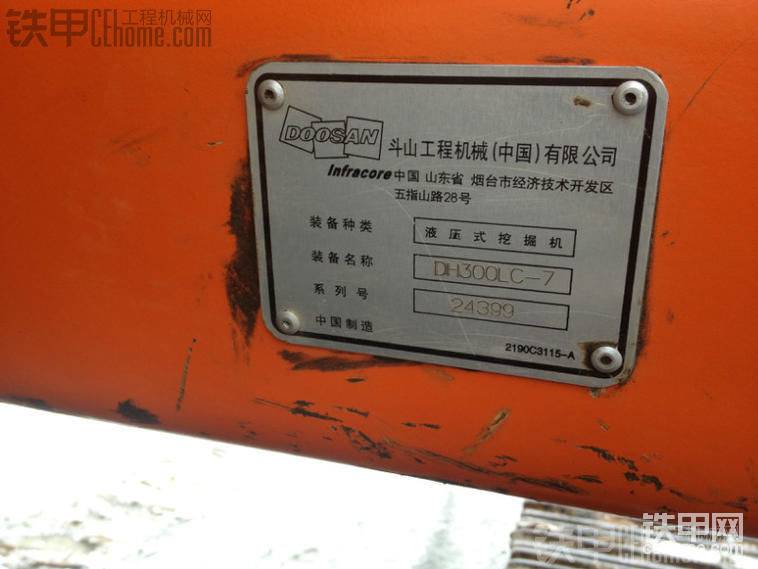 铁甲 工程机械网
CEhome.com
DOOSAN
Infracore
斗山工程机械(中国)有限公司
中国 山东省 烟台市经济技术开发区
五指山路28号
装备种类 液压式挖掘机
装备名称 DH300LC-7
系列号 24399
中国制造
2190C3115-A
铁甲网
cehome.com